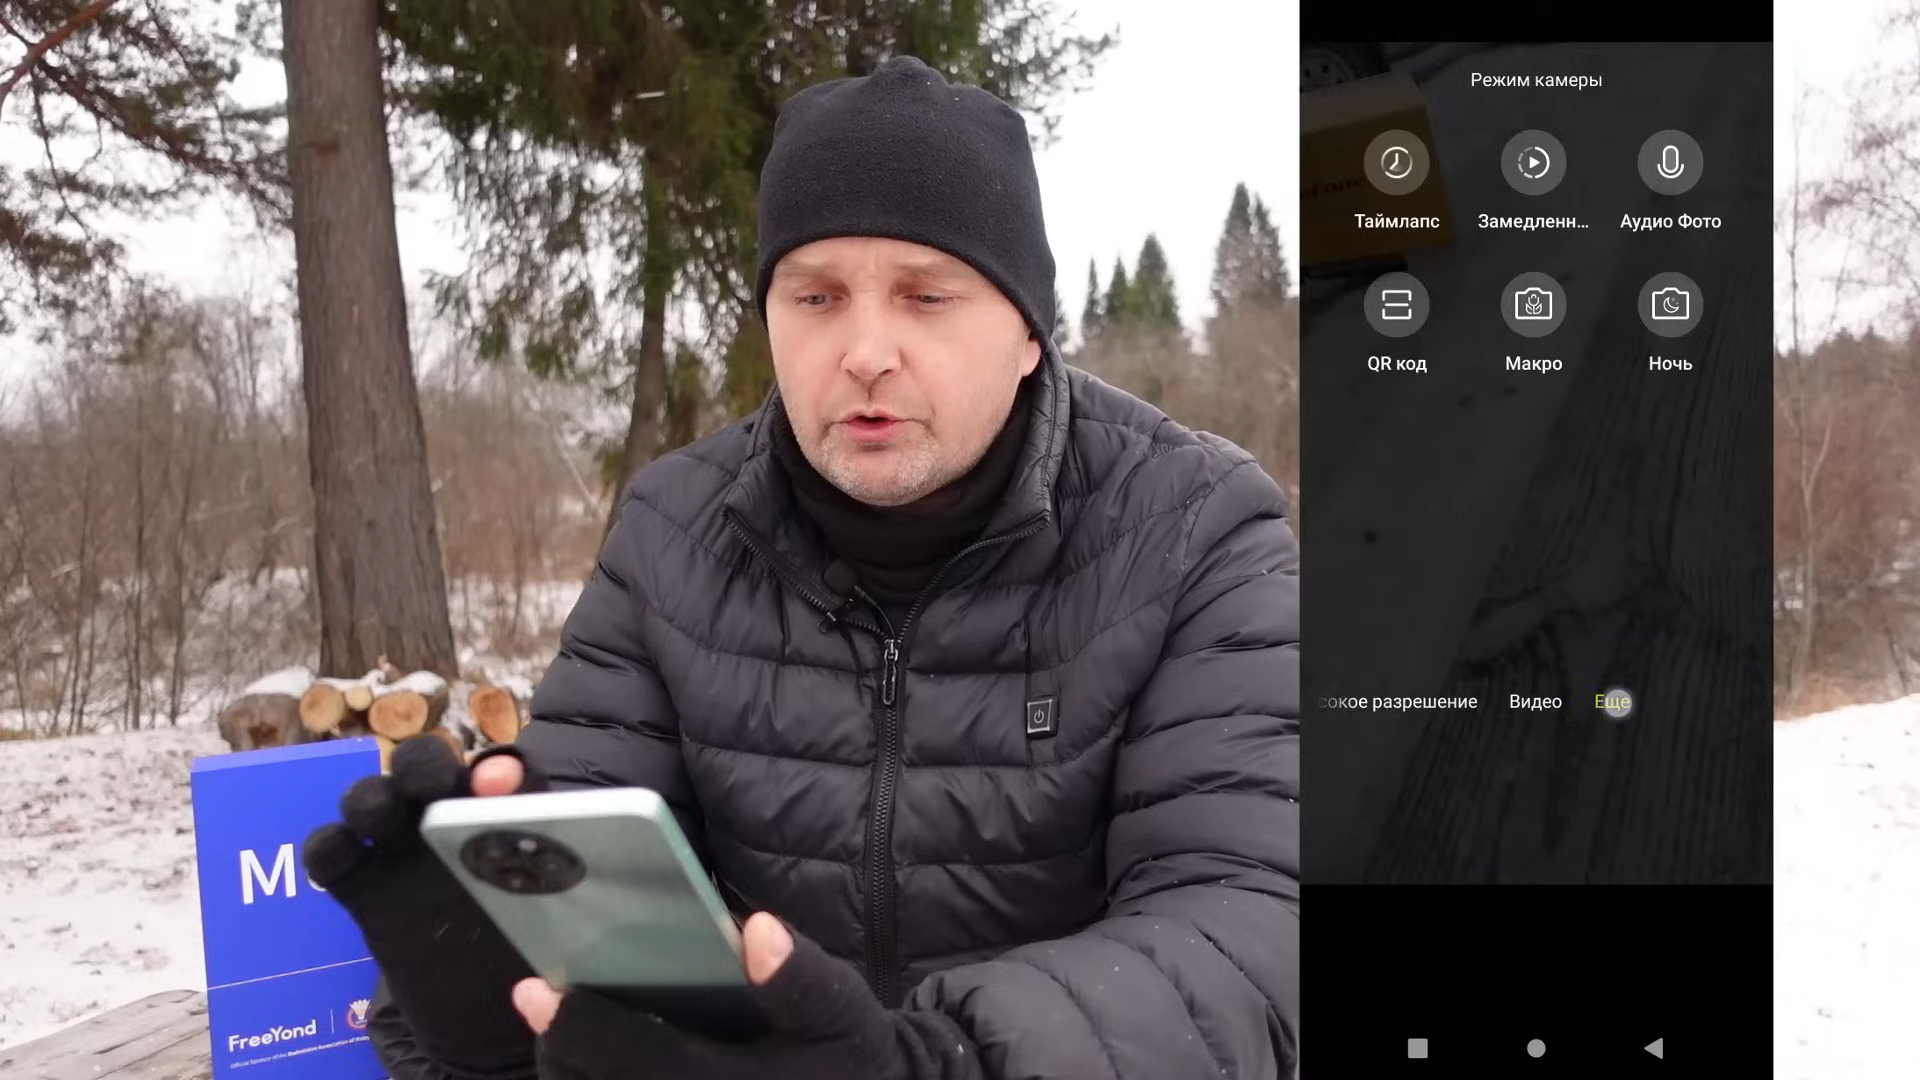 Режим камеры
Таймлапс
Замедленн...
Аудио Фото
QR код
Макро
Ночь
сокое разрешение
Видео
Еще
M
FreeYond